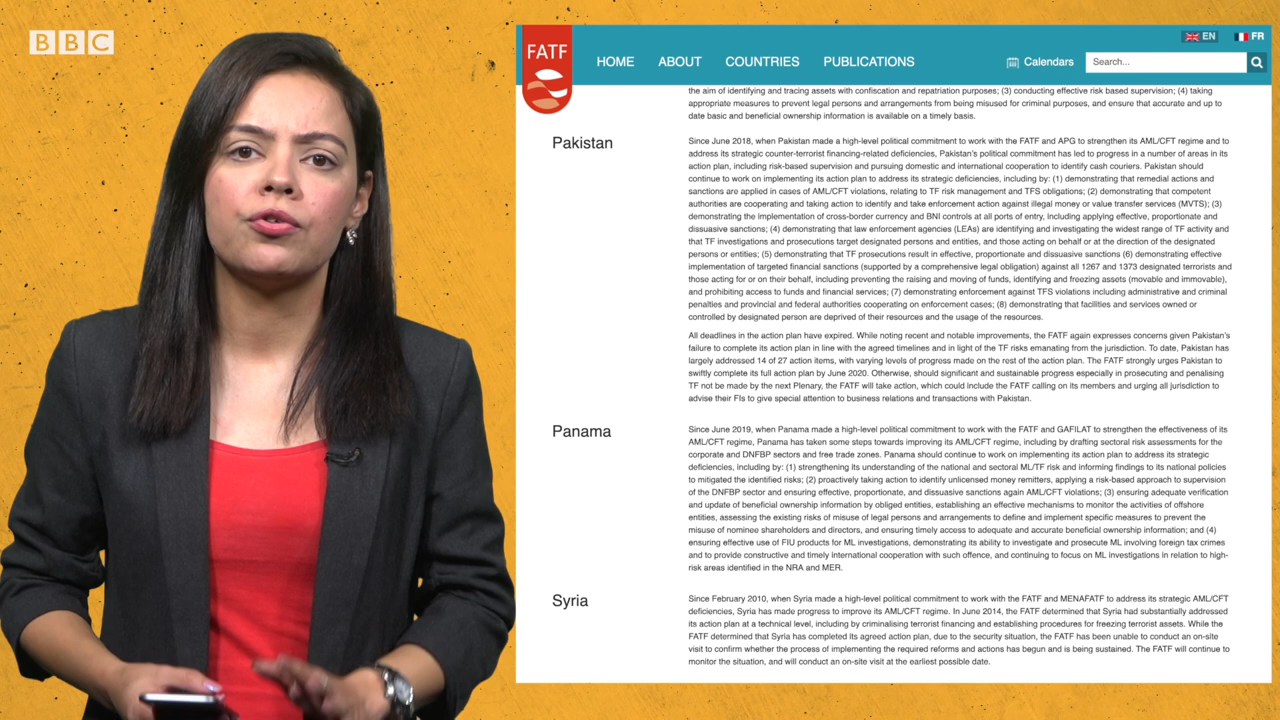 BBC
FATF
HOME
ABOUT
COUNTRIES
PUBLICATIONS
Calendars
Search...
EN
FR
the aim of identifying and tracing assets with confiscation and repatriation purposes; (3) conducting effective risk based supervision; (4) taking
appropriate measures to prevent legal persons and arrangements from being misused for criminal purposes, and ensure that accurate and up to
date basic and beneficial ownership information is available on a timely basis.
Pakistan
Since June 2018, when Pakistan made a high-level political commitment to work with the FATF and APG to strengthen its AML/CFT regime and to
address its strategic counter-terrorist financing-related deficiencies, Pakistan's political commitment has led to progress in a number of areas in its
action plan, including risk-based supervision and pursuing domestic and international cooperation to identify cash couriers. Pakistan should
continue to work on implementing its action plan to address its strategic deficiencies, including by: (1) demonstrating that remedial actions and
sanctions are applied in cases of AML/CFT violations, relating to TF risk management and TFS obligations; (2) demonstrating that competent
authorities are cooperating and taking action to identify and take enforcement action against illegal money or value transfer services (MVTS); (3)
demonstrating the implementation of cross-border currency and BNI controls at all ports of entry, including applying effective, proportionate and
dissuasive sanctions; (4) demonstrating that law enforcement agencies (LEAs) are identifying and investigating the widest range of TF activity and
that TF investigations and prosecutions target designated persons and entities, and those acting on behalf or at the direction of the designated
persons or entities; (5) demonstrating that TF prosecutions result in effective, proportionate and dissuasive sanctions (6) demonstrating effective
implementation of targeted financial sanctions (supported by a comprehensive legal obligation) against all 1267 and 1373 designated terrorists and
those acting for or on their behalf, including preventing the raising and moving of funds, identifying and freezing assets (movable and immovable),
and prohibiting access to funds and financial services; (7) demonstrating enforcement against TFS violations including administrative and criminal
penalties and provincial and federal authorities cooperating on enforcement cases; (8) demonstrating that facilities and services owned or
controlled by designated person are deprived of their resources and the usage of the resources.
All deadlines in the action plan have expired. While noting recent and notable improvements, the FATF again expresses concerns given Pakistan's
failure to complete its action plan in line with the agreed timelines and in light of the TF risks emanating from the jurisdiction. To date, Pakistan has
largely addressed 14 of 27 action items, with varying levels of progress made on the rest of the action plan. The FATF strongly urges Pakistan to
swiftly complete its full action plan by June 2020. Otherwise, should significant and sustainable progress especially in prosecuting and penalising
TF not be made by the next Plenary, the FATF will take action, which could include the FATF calling on its members and urging all jurisdiction to
advise their FIs to give special attention to business relations and transactions with Pakistan.
Panama
Since June 2019, when Panama made a high-level political commitment to work with the FATF and GAFILAT to strengthen the effectiveness of its
AML/CFT regime, Panama has taken some steps towards improving its AML/CFT regime, including by drafting sectoral risk assessments for the
corporate and DNFBP sectors and free trade zones. Panama should continue to work on implementing its action plan to address its strategic
deficiencies, including by: (1) strengthening its understanding of the national and sectoral ML/TF risk and informing findings to its national policies
to mitigated the identified risks; (2) proactively taking action to identify unlicensed money remitters, applying a risk-based approach to supervision
of the DNFBP sector and ensuring effective, proportionate, and dissuasive sanctions again AML/CFT violations; (3) ensuring adequate verification
and update of beneficial ownership information by obliged entities, establishing an effective mechanisms to monitor the activities of offshore
entities, assessing the existing risks of misuse of legal persons and arrangements to define and implement specific measures to prevent the
misuse of nominee shareholders and directors, and ensuring timely access to adequate and accurate beneficial ownership information; and (4)
ensuring effective use of FIU products for ML investigations, demonstrating its ability to investigate and prosecute ML involving foreign tax crimes
and to provide constructive and timely international cooperation with such offence, and continuing to focus on ML investigations in relation to high-
risk areas identified in the NRA and MER.
Syria
Since February 2010, when Syria made a high-level political commitment to work with the FATF and MENAFATF to address its strategic AML/CFT
deficiencies, Syria has made progress to improve its AML/CFT regime. In June 2014, the FATF determined that Syria had substantially addressed
its action plan at a technical level, including by criminalising terrorist financing and establishing procedures for freezing terrorist assets. While the
FATF determined that Syria has completed its agreed action plan, due to the security situation, the FATF has been unable to conduct an on-site
visit to confirm whether the process of implementing the required reforms and actions has begun and is being sustained. The FATF will continue to
monitor the situation, and will conduct an on-site visit at the earliest possible date.